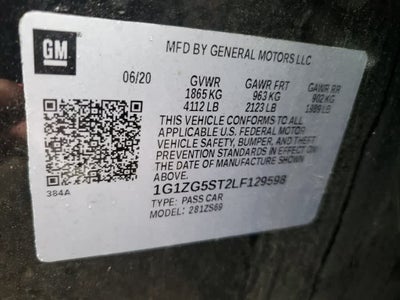 GM
MFD BY GENERAL MOTORS LLC
06/20 GVWR GAWR FRT GAWR RR
1865 KG 963 KG 902 KG
4112 LB 2123 LB 1989 LB
THIS VEHICLE CONFORMS TO ALL
APPLICABLE U.S. FEDERAL MOTOR
VEHICLE SAFETY, BUMPER, AND THEFT
PREVENTION STANDARDS IN EFFECT ON
THE DATE OF MANUFACTURE SHOWN ABOVE.
1G1ZG5ST2LF129598
TYPE: PASS CAR
MODEL: 281ZS69
384A